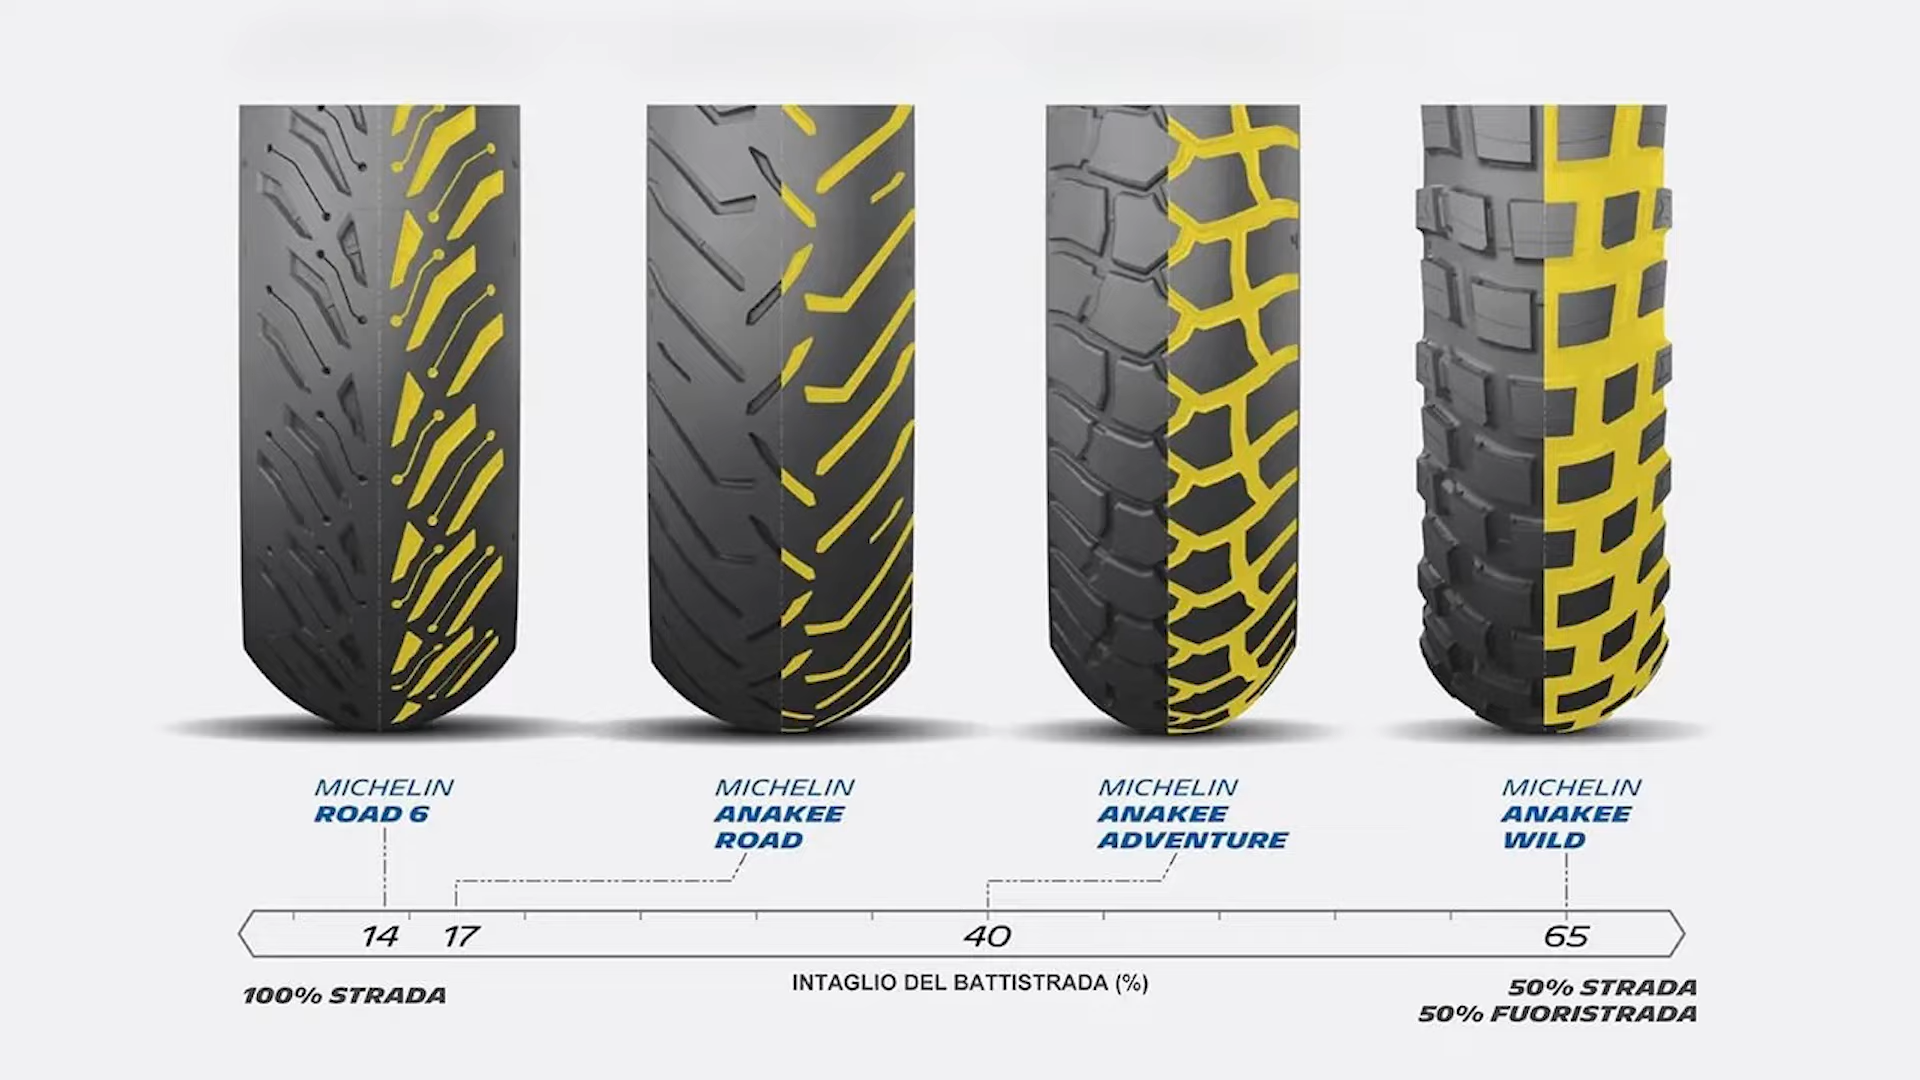 MICHELIN
ROAD 6
MICHELIN
ANAKEE
ROAD
MICHELIN
ANAKEE
ADVENTURE
MICHELIN
ANAKEE
WILD
14 17 40 65
INTAGLIO DEL BATTISTRADA (%)
100% STRADA
50% STRADA
50% FUORISTRADA